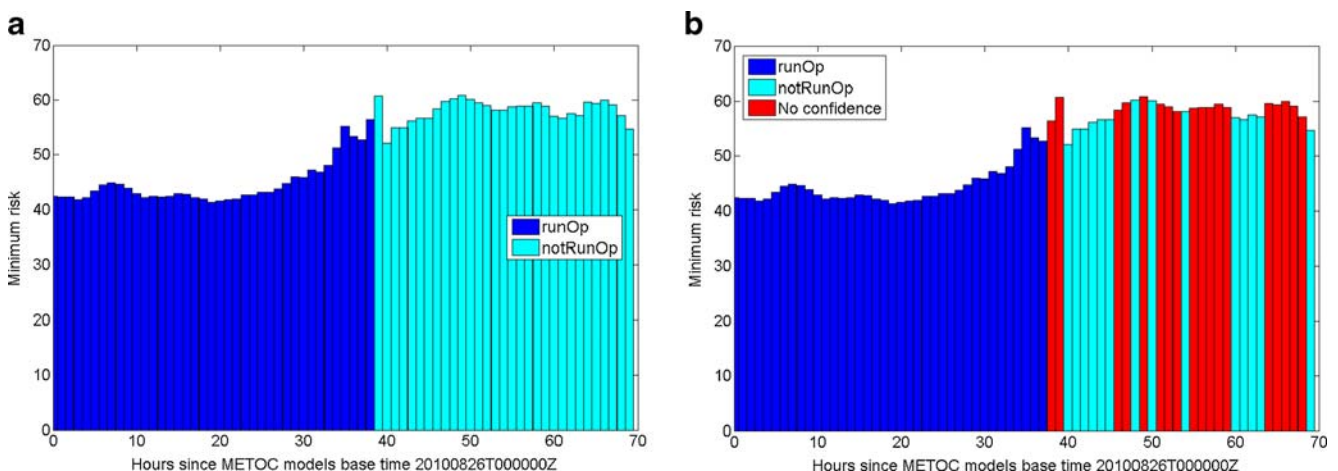 a
70
60
50
40
30
20
10
0
Minimum risk
runOp
notRunOp
0 10 20 30 40 50 60 70
Hours since METOC models base time 20100826T000000Z
b
70
60
50
40
30
20
10
0
Minimum risk
runOp
notRunOp
No confidence
0 10 20 30 40 50 60 70
Hours since METOC models base time 20100826T000000Z